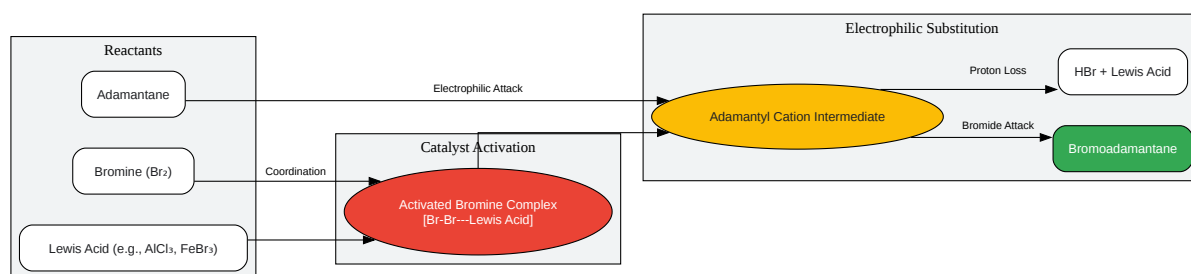 Reactants
Adamantane
Bromine (Br₂)
Lewis Acid (e.g., AlCl₃, FeBr₃)
Electrophilic Attack
Coordination
Catalyst Activation
Activated Bromine Complex
[Br-Br---Lewis Acid]
Electrophilic Substitution
Adamantyl Cation Intermediate
Proton Loss
HBr + Lewis Acid
Bromide Attack
Bromoadamantane